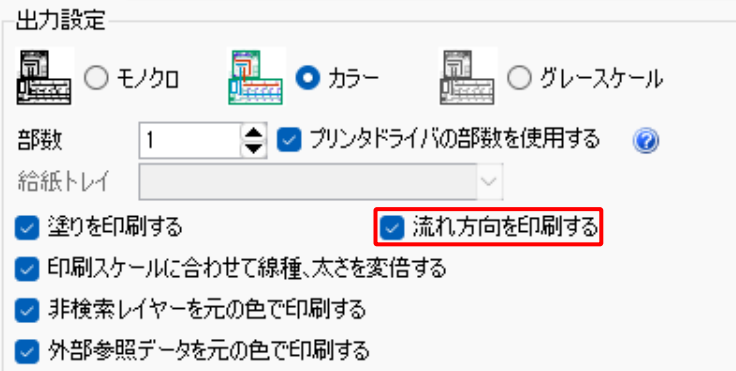 出力設定
モノクロ カラー グレースケール
部数 1 プリンタドライバの部数を使用する ?
給紙トレイ
塗りを印刷する 流れ方向を印刷する
印刷スケールに合わせて線種、太さを変倍する
非検索レイヤーを元の色で印刷する
外部参照データを元の色で印刷する